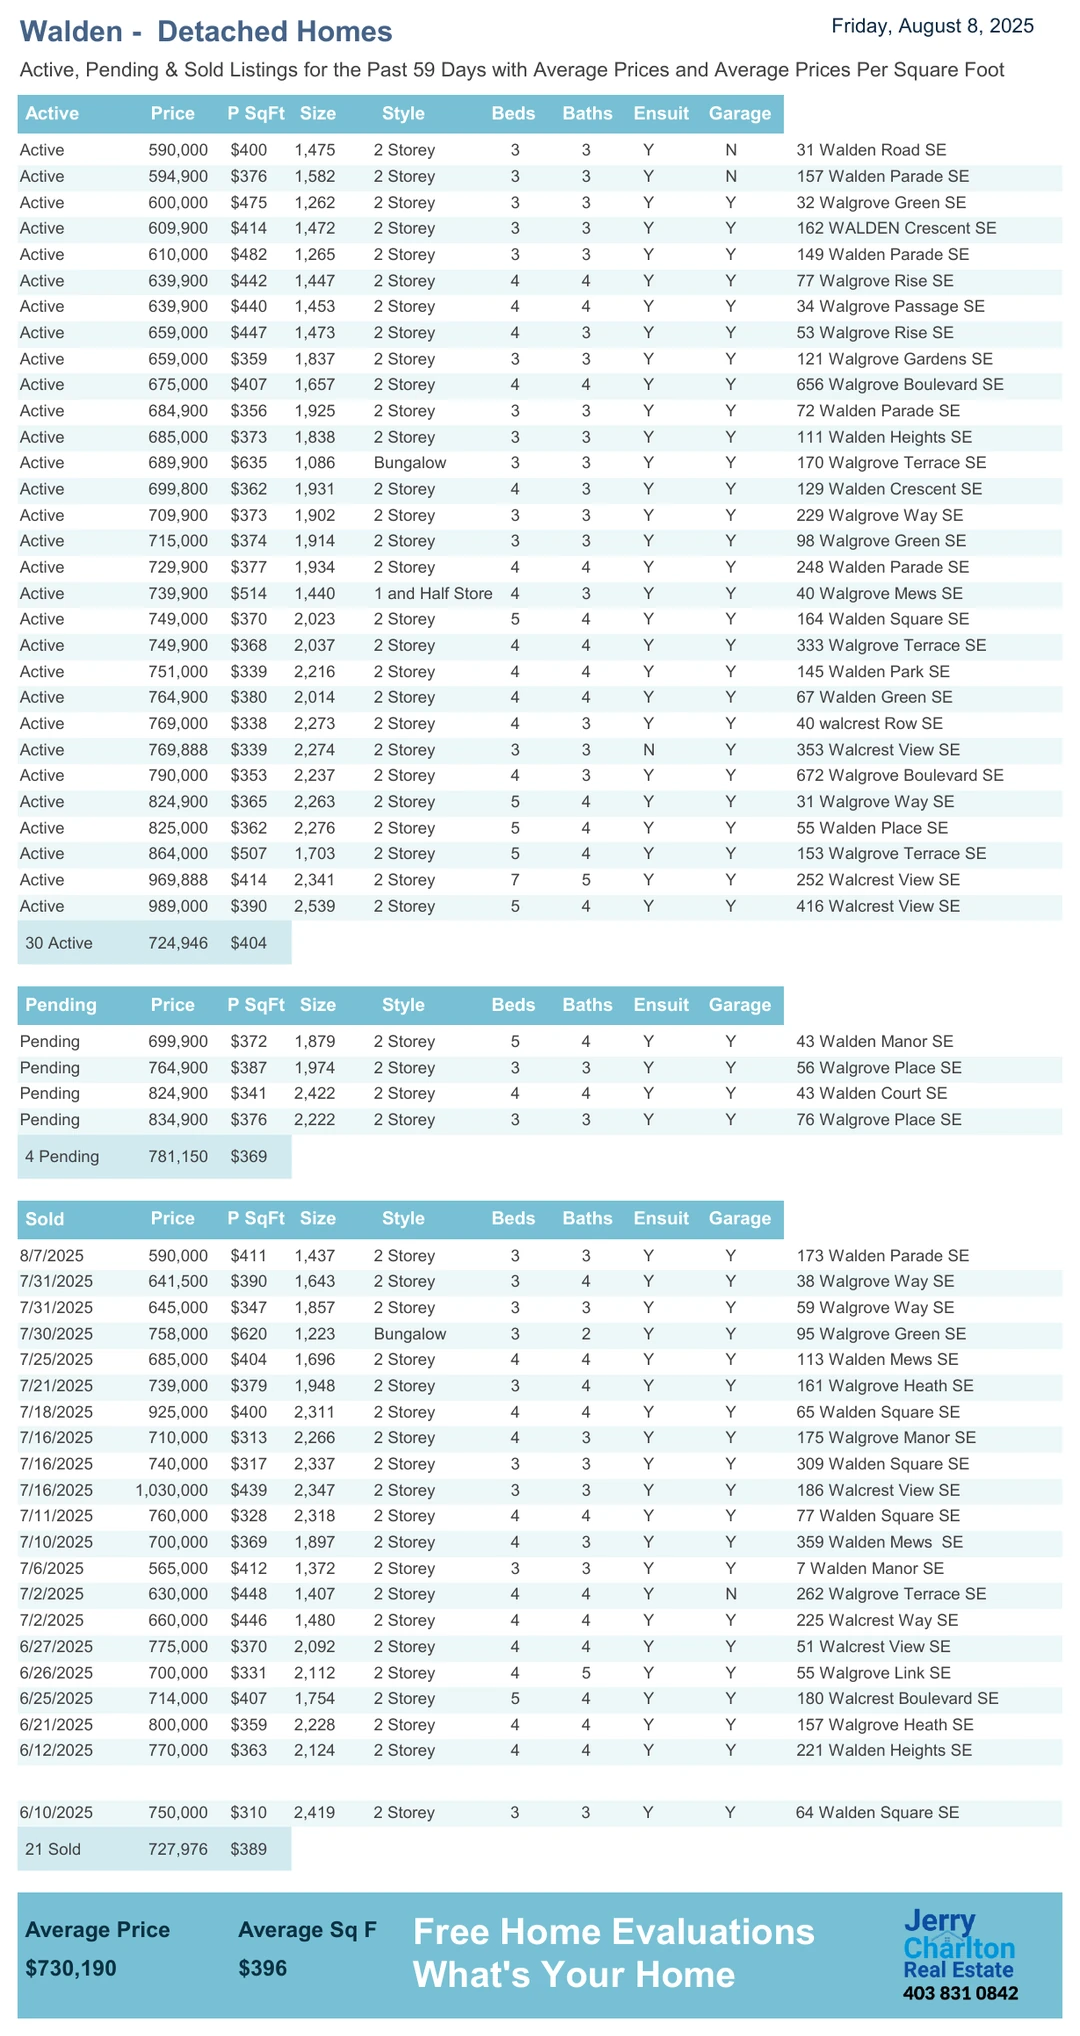 Walden -  Detached Homes
Friday, August 8, 2025
Active, Pending & Sold Listings for the Past 59 Days with Average Prices and Average Prices Per Square Foot
Active Price P SqFt Size Style Beds Baths Ensuit Garage
Active 590,000 $400 1,475 2 Storey 3 3 Y N 31 Walden Road SE
Active 594,900 $376 1,582 2 Storey 3 3 Y N 157 Walden Parade SE
Active 600,000 $475 1,262 2 Storey 3 3 Y Y 32 Walgrove Green SE
Active 609,900 $414 1,472 2 Storey 3 3 Y Y 162 WALDEN Crescent SE
Active 610,000 $482 1,265 2 Storey 3 3 Y Y 149 Walden Parade SE
Active 639,900 $442 1,447 2 Storey 4 4 Y Y 77 Walgrove Rise SE
Active 639,900 $440 1,453 2 Storey 4 4 Y Y 34 Walgrove Passage SE
Active 659,000 $447 1,473 2 Storey 4 3 Y Y 53 Walgrove Rise SE
Active 659,000 $359 1,837 2 Storey 3 3 Y Y 121 Walgrove Gardens SE
Active 675,000 $407 1,657 2 Storey 4 4 Y Y 656 Walgrove Boulevard SE
Active 684,900 $356 1,925 2 Storey 3 3 Y Y 72 Walden Parade SE
Active 685,000 $373 1,838 2 Storey 3 3 Y Y 111 Walden Heights SE
Active 689,900 $635 1,086 Bungalow 3 3 Y Y 170 Walgrove Terrace SE
Active 699,800 $362 1,931 2 Storey 4 3 Y Y 129 Walden Crescent SE
Active 709,900 $373 1,902 2 Storey 3 3 Y Y 229 Walgrove Way SE
Active 715,000 $374 1,914 2 Storey 3 3 Y Y 98 Walgrove Green SE
Active 729,900 $377 1,934 2 Storey 4 4 Y Y 248 Walden Parade SE
Active 739,900 $514 1,440 1 and Half Store 4 3 Y Y 40 Walgrove Mews SE
Active 749,000 $370 2,023 2 Storey 5 4 Y Y 164 Walden Square SE
Active 749,900 $368 2,037 2 Storey 4 4 Y Y 333 Walgrove Terrace SE
Active 751,000 $339 2,216 2 Storey 4 4 Y Y 145 Walden Park SE
Active 764,900 $380 2,014 2 Storey 4 4 Y Y 67 Walden Green SE
Active 769,000 $338 2,273 2 Storey 4 3 Y Y 40 walcrest Row SE
Active 769,888 $339 2,274 2 Storey 3 3 N Y 353 Walcrest View SE
Active 790,000 $353 2,237 2 Storey 4 3 Y Y 672 Walgrove Boulevard SE
Active 824,900 $365 2,263 2 Storey 5 4 Y Y 31 Walgrove Way SE
Active 825,000 $362 2,276 2 Storey 5 4 Y Y 55 Walden Place SE
Active 864,000 $507 1,703 2 Storey 5 4 Y Y 153 Walgrove Terrace SE
Active 969,888 $414 2,341 2 Storey 7 5 Y Y 252 Walcrest View SE
Active 989,000 $390 2,539 2 Storey 5 4 Y Y 416 Walcrest View SE
30 Active 724,946 $404
Pending Price P SqFt Size Style Beds Baths Ensuit Garage
Pending 699,900 $372 1,879 2 Storey 5 4 Y Y 43 Walden Manor SE
Pending 764,900 $387 1,974 2 Storey 3 3 Y Y 56 Walgrove Place SE
Pending 824,900 $341 2,422 2 Storey 4 4 Y Y 43 Walden Court SE
Pending 834,900 $376 2,222 2 Storey 3 3 Y Y 76 Walgrove Place SE
4 Pending 781,150 $369
Sold Price P SqFt Size Style Beds Baths Ensuit Garage
8/7/2025 590,000 $411 1,437 2 Storey 3 3 Y Y 173 Walden Parade SE
7/31/2025 641,500 $390 1,643 2 Storey 3 4 Y Y 38 Walgrove Way SE
7/31/2025 645,000 $347 1,857 2 Storey 3 3 Y Y 59 Walgrove Way SE
7/30/2025 758,000 $620 1,223 Bungalow 3 2 Y Y 95 Walgrove Green SE
7/25/2025 685,000 $404 1,696 2 Storey 4 4 Y Y 113 Walden Mews SE
7/21/2025 739,000 $379 1,948 2 Storey 3 4 Y Y 161 Walgrove Heath SE
7/18/2025 925,000 $400 2,311 2 Storey 4 4 Y Y 65 Walden Square SE
7/16/2025 710,000 $313 2,266 2 Storey 4 3 Y Y 175 Walgrove Manor SE
7/16/2025 740,000 $317 2,337 2 Storey 3 3 Y Y 309 Walden Square SE
7/16/2025 1,030,000 $439 2,347 2 Storey 3 3 Y Y 186 Walcrest View SE
7/11/2025 760,000 $328 2,318 2 Storey 4 4 Y Y 77 Walden Square SE
7/10/2025 700,000 $369 1,897 2 Storey 4 3 Y Y 359 Walden Mews  SE
7/6/2025 565,000 $412 1,372 2 Storey 3 3 Y Y 7 Walden Manor SE
7/2/2025 630,000 $448 1,407 2 Storey 4 4 Y N 262 Walgrove Terrace SE
7/2/2025 660,000 $446 1,480 2 Storey 4 4 Y Y 225 Walcrest Way SE
6/27/2025 775,000 $370 2,092 2 Storey 4 4 Y Y 51 Walcrest View SE
6/26/2025 700,000 $331 2,112 2 Storey 4 5 Y Y 55 Walgrove Link SE
6/25/2025 714,000 $407 1,754 2 Storey 5 4 Y Y 180 Walcrest Boulevard SE
6/21/2025 800,000 $359 2,228 2 Storey 4 4 Y Y 157 Walgrove Heath SE
6/12/2025 770,000 $363 2,124 2 Storey 4 4 Y Y 221 Walden Heights SE
6/10/2025 750,000 $310 2,419 2 Storey 3 3 Y Y 64 Walden Square SE
21 Sold 727,976 $389
Average Price Average Sq F
$730,190 $396
Free Home Evaluations
What's Your Home
Jerry
Charlton
Real Estate
403 831 0842